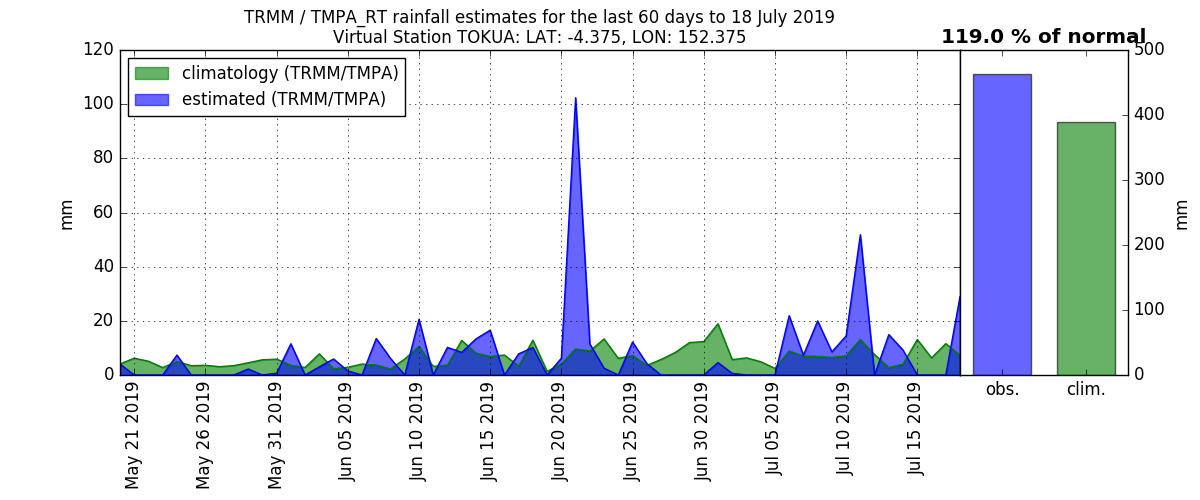 TRMM / TMPA_RT rainfall estimates for the last 60 days to 18 July 2019
Virtual Station TOKUA: LAT: -4.375, LON: 152.375
119.0 % of normal
climatology (TRMM/TMPA)
estimated (TRMM/TMPA)
mm
120
100
80
60
40
20
0
May 21 2019
May 26 2019
May 31 2019
Jun 05 2019
Jun 10 2019
Jun 15 2019
Jun 20 2019
Jun 25 2019
Jun 30 2019
Jul 05 2019
Jul 10 2019
Jul 15 2019
500
400
300
200
100
0
mm
obs.
clim.